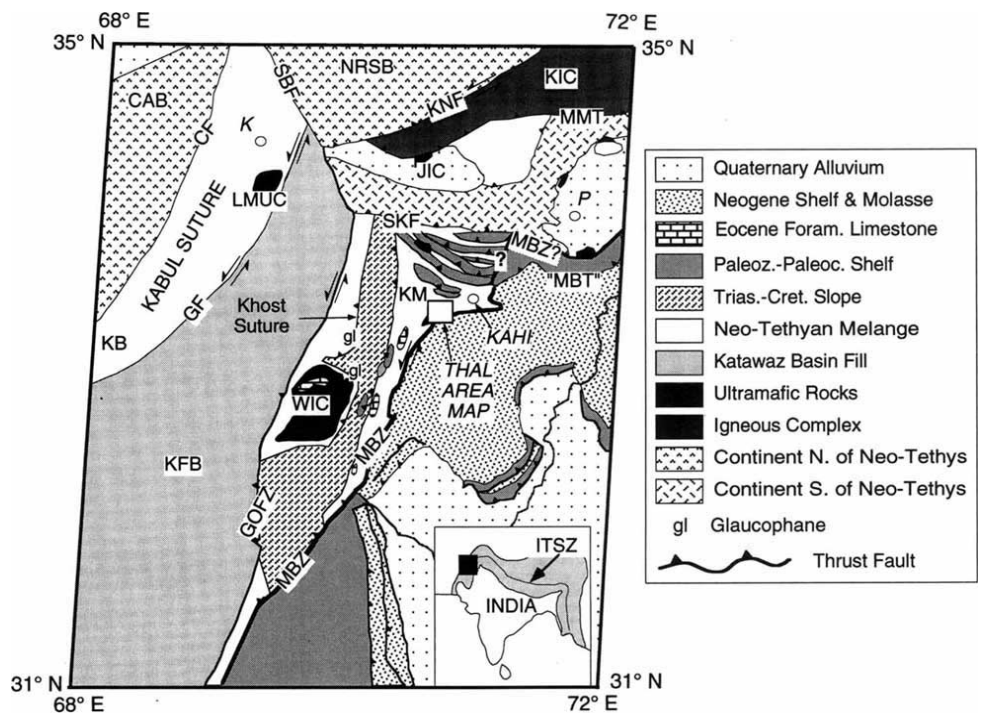 68° E
72° E
35° N
35° N
NRSB
KIC
SBF
CAB
KNF
MMT
K
CF
JIC
P
LMUC
SKF
MBZ?
?
"MBT"
KABUL SUTURE
GF
KM
Khost
Suture
gl
KAHI
KB
THAL
AREA
MAP
gl
WIC
MBZ
KFB
GOFZ
MBZ
ITSZ
INDIA
31° N
31° N
68° E
72° E
Quaternary Alluvium
Neogene Shelf & Molasse
Eocene Foram. Limestone
Paleoz.-Paleoc. Shelf
Trias.-Cret. Slope
Neo-Tethyan Melange
Katawaz Basin Fill
Ultramafic Rocks
Igneous Complex
Continent N. of Neo-Tethys
Continent S. of Neo-Tethys
gl Glaucophane
Thrust Fault